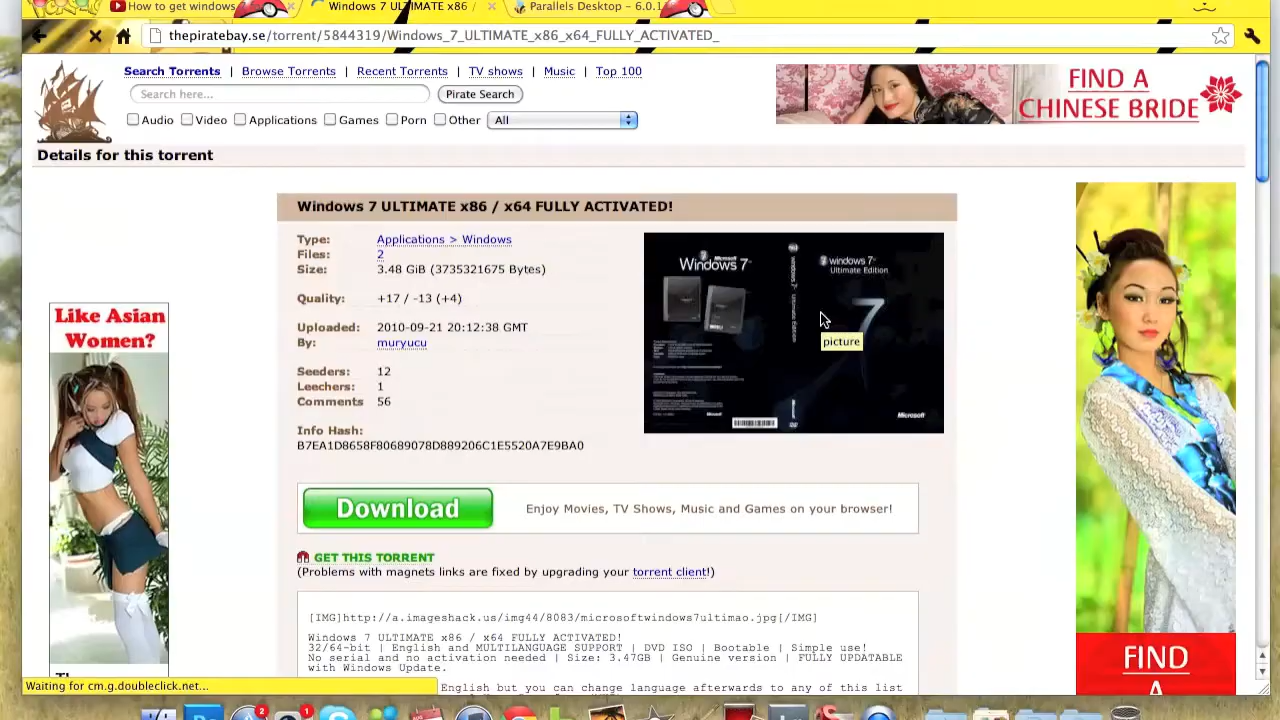 How to get windows 7
Windows 7 ULTIMATE x86 /
Parallels Desktop - 6.0.1
thepiratebay.se/torrent/5844319/Windows_7_ULTIMATE_x86_x64_FULLY_ACTIVATED_
Search Torrents | Browse Torrents | Recent Torrents | TV shows | Music | Top 100
Search here...
Pirate Search
Audio Video Applications Games Porn Other All
FIND A
CHINESE BRIDE
Details for this torrent
Windows 7 ULTIMATE x86 / x64 FULLY ACTIVATED!
Type: Applications > Windows
Files: 2
Size: 3.48 GiB (3735321675 Bytes)
Quality: +17 / -13 (+4)
Uploaded: 2010-09-21 20:12:38 GMT
By: muryucu
Seeders: 12
Leechers: 1
Comments 56
Info Hash:
B7EA1D8658F80689078D889206C1E5520A7E9BA0
Microsoft
Windows 7
windows 7
Ultimate Edition
7
Microsoft
picture
Like Asian
Women?
Download
Enjoy Movies, TV Shows, Music and Games on your browser!
GET THIS TORRENT
(Problems with magnets links are fixed by upgrading your torrent client!)
[IMG]http://a.imageshack.us/img44/8083/microsoftwindows7ultimao.jpg[/IMG]
Windows 7 ULTIMATE x86 / x64 FULLY ACTIVATED!
32/64-bit | English and MULTILANGUAGE SUPPORT | DVD ISO | Bootable | Simple use!
No serial and no activation needed | Size: 3.47GB | Genuine version | FULLY UPDATABLE
with Windows Update.
English but you can change language afterwards to any of this list
FIND
A
Waiting for cm.g.doubleclick.net...
2
1